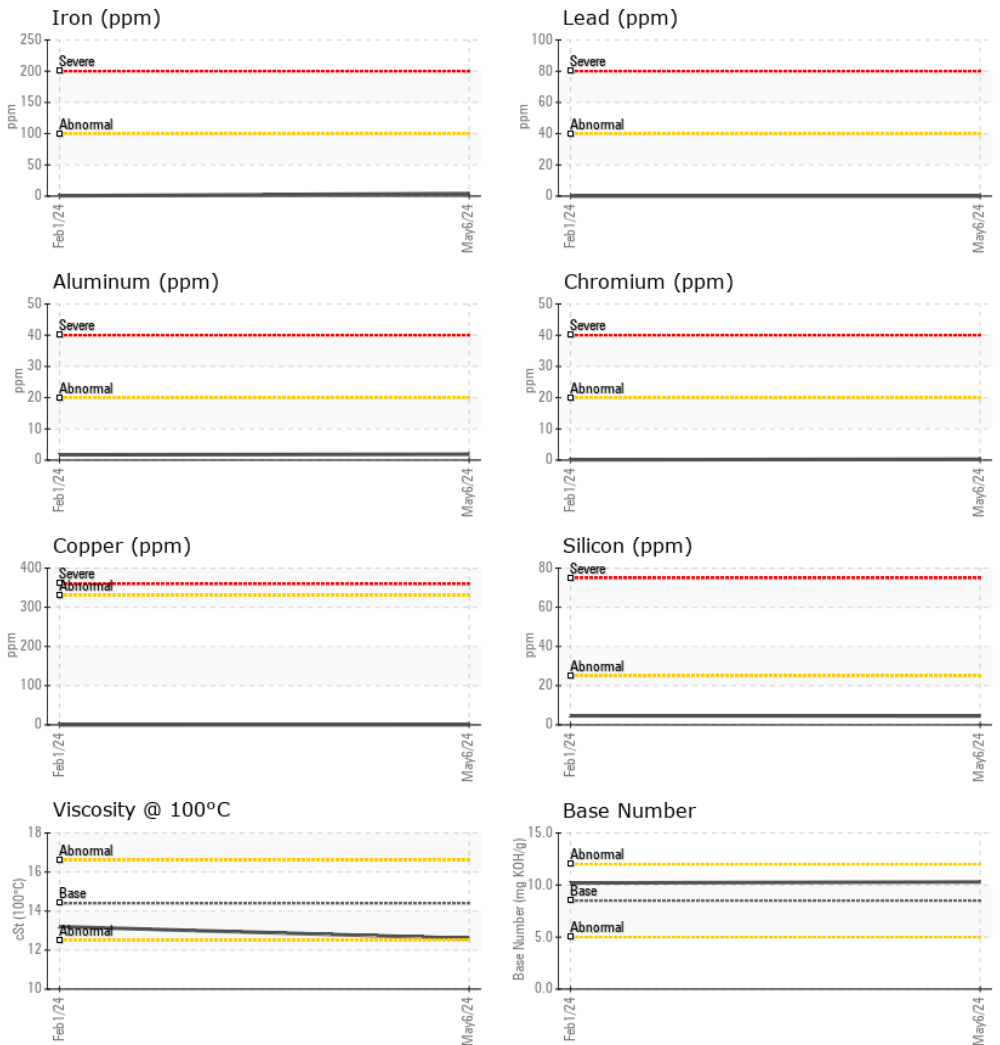 Iron (ppm)
250
200
150
100
50
0
ppm
Severe
Abnormal
Feb1/24
May6/24
Lead (ppm)
100
80
60
40
20
0
ppm
Severe
Abnormal
Feb1/24
May6/24
Aluminum (ppm)
50
40
30
20
10
0
ppm
Severe
Abnormal
Feb1/24
May6/24
Chromium (ppm)
50
40
30
20
10
0
ppm
Severe
Abnormal
Feb1/24
May6/24
Copper (ppm)
400
300
200
100
0
ppm
Severe
Abnormal
Feb1/24
May6/24
Silicon (ppm)
80
60
40
20
0
ppm
Severe
Abnormal
Feb1/24
May6/24
Viscosity @ 100°C
18
16
14
12
10
cSt (100°C)
Abnormal
Base
Abnormal
Feb1/24
May6/24
Base Number
15.0
10.0
5.0
0.0
Base Number (mg KOH/g)
Abnormal
Base
Abnormal
Feb1/24
May6/24